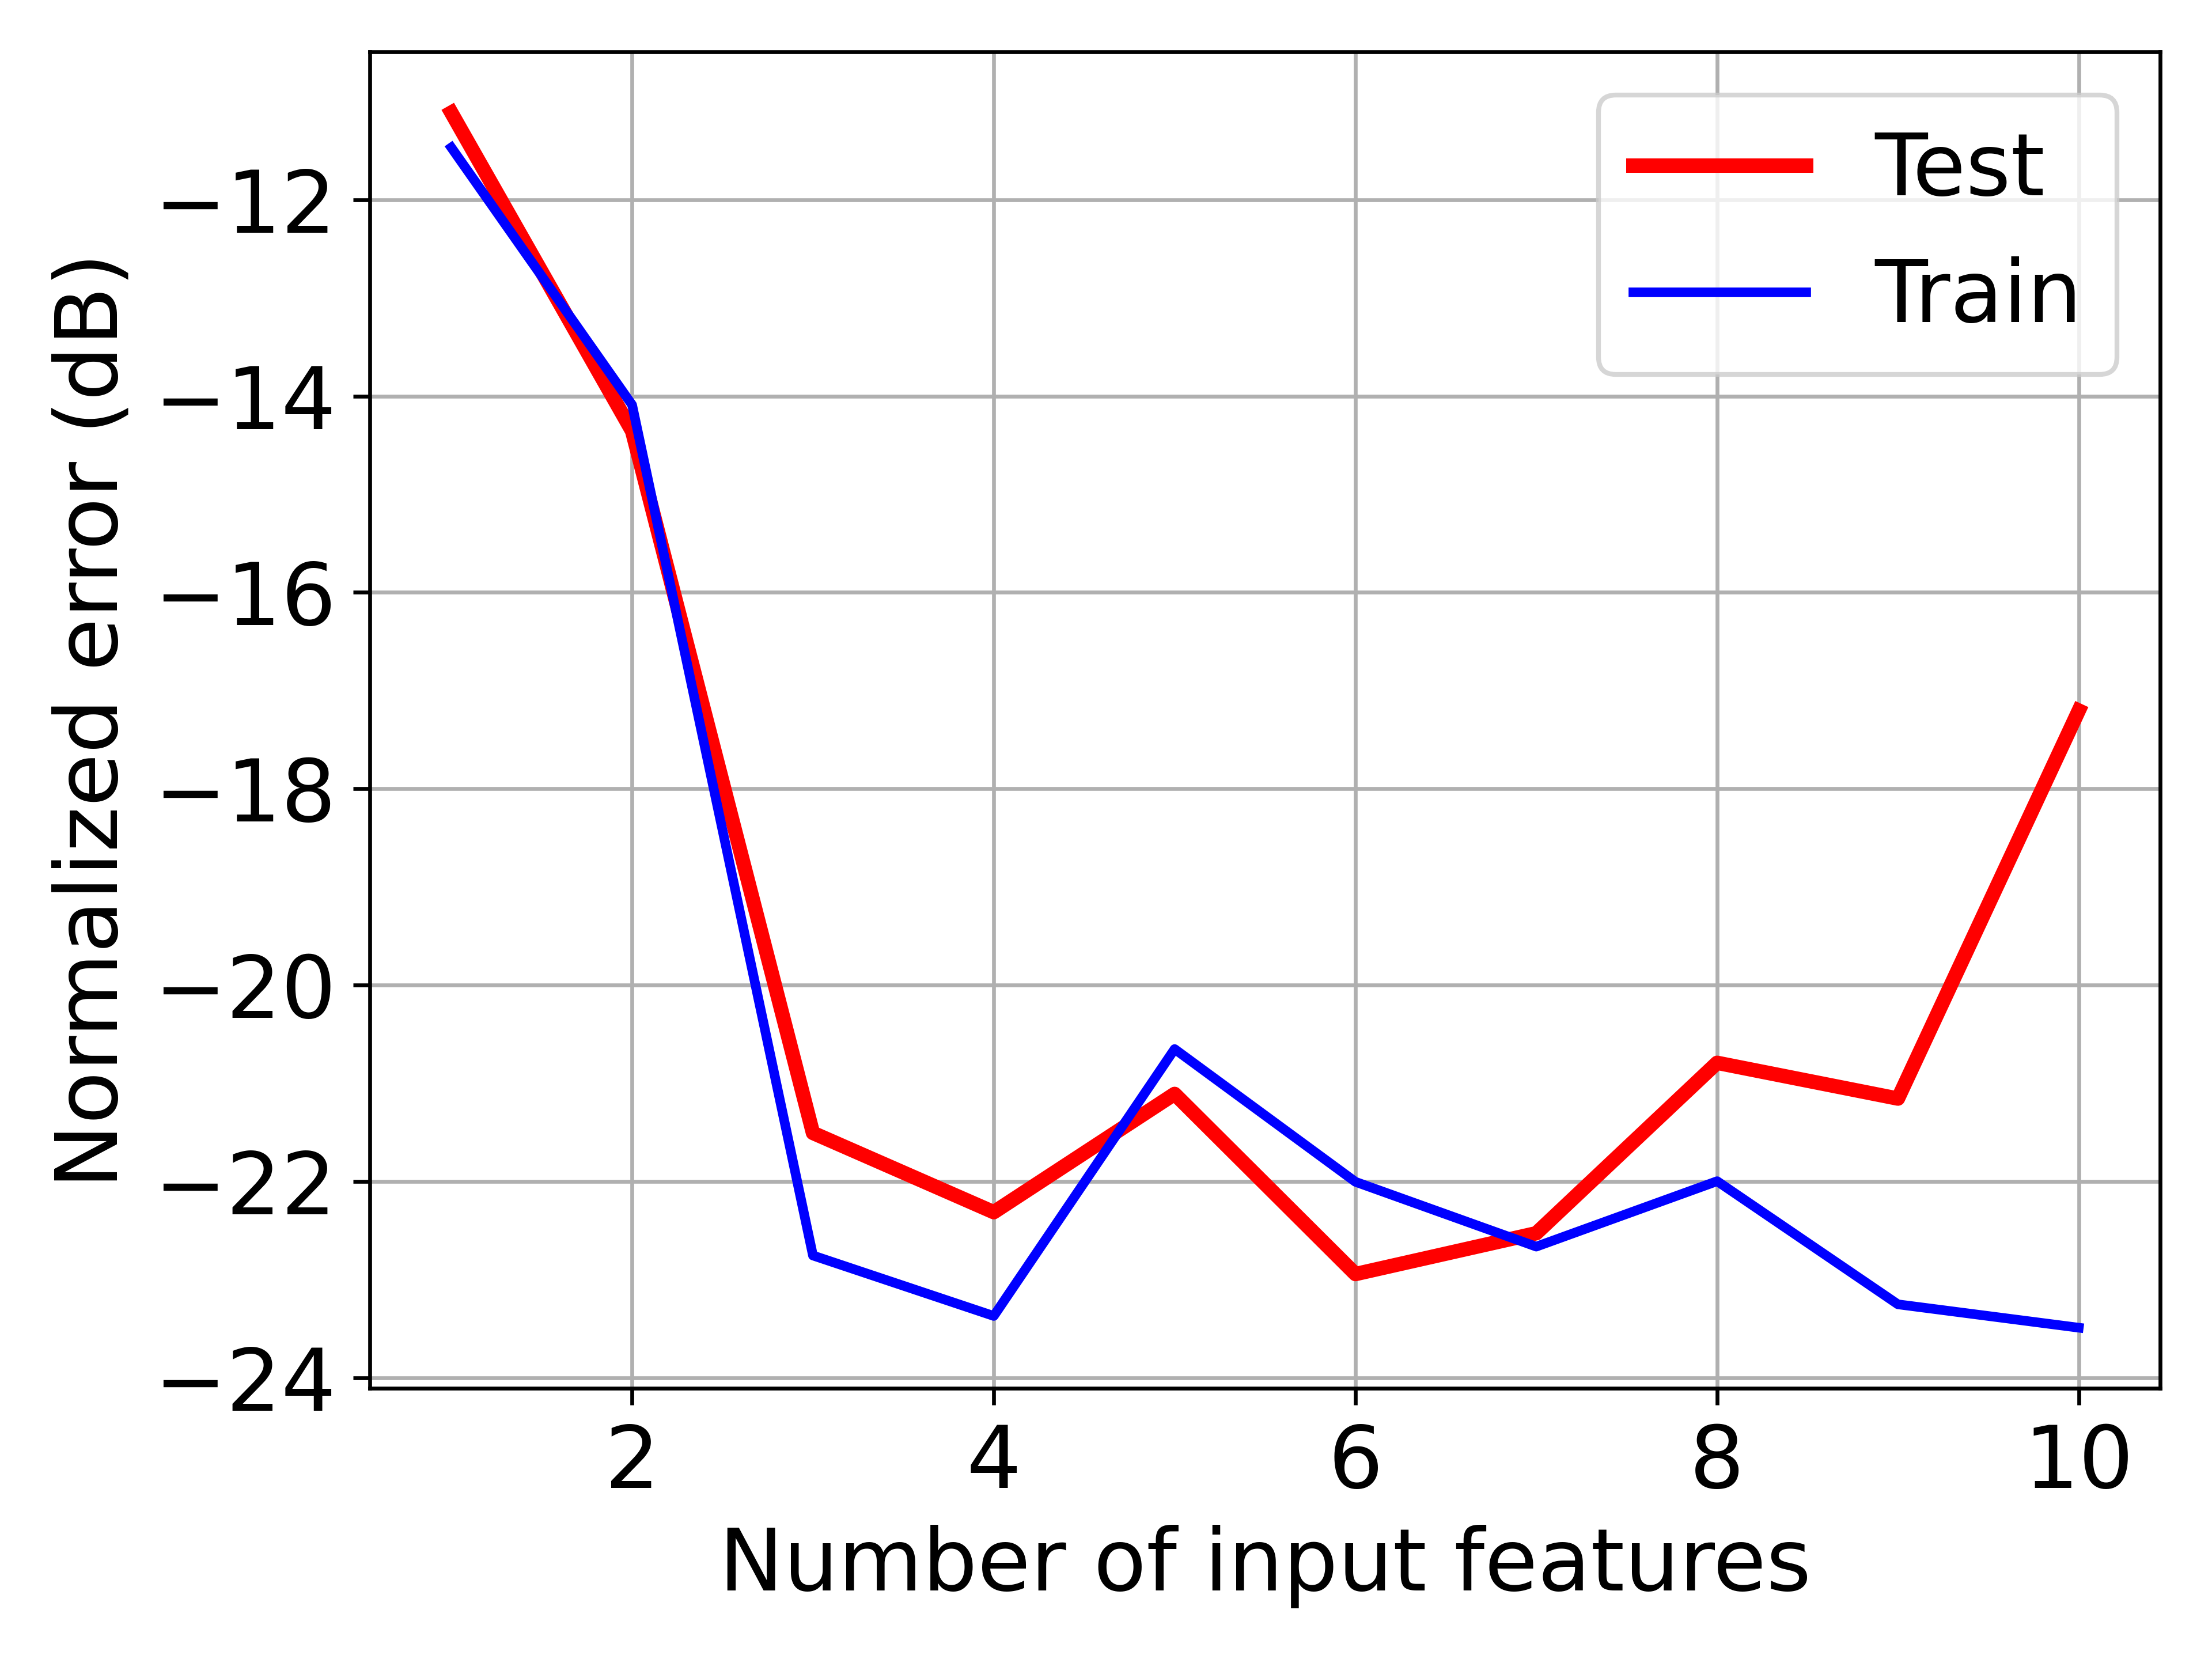 Test
Train
−12
−14
−16
−18
−20
−22
−24
Normalized error (dB)
2 4 6 8 10
Number of input features